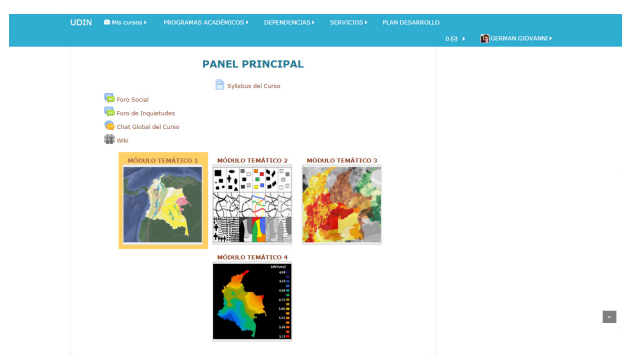 UDIN Mis cursos PROGRAMAS ACADÉMICOS DEPENDENCIAS SERVICIOS PLAN DESARROLLO
0 GERMAN GIOVANNI
PANEL PRINCIPAL
Syllabus del Curso
Foro Social
Foro de Inquietudes
Chat Global del Curso
Wiki
MÓDULO TEMÁTICO 1 MÓDULO TEMÁTICO 2 MÓDULO TEMÁTICO 3
MÓDULO TEMÁTICO 4